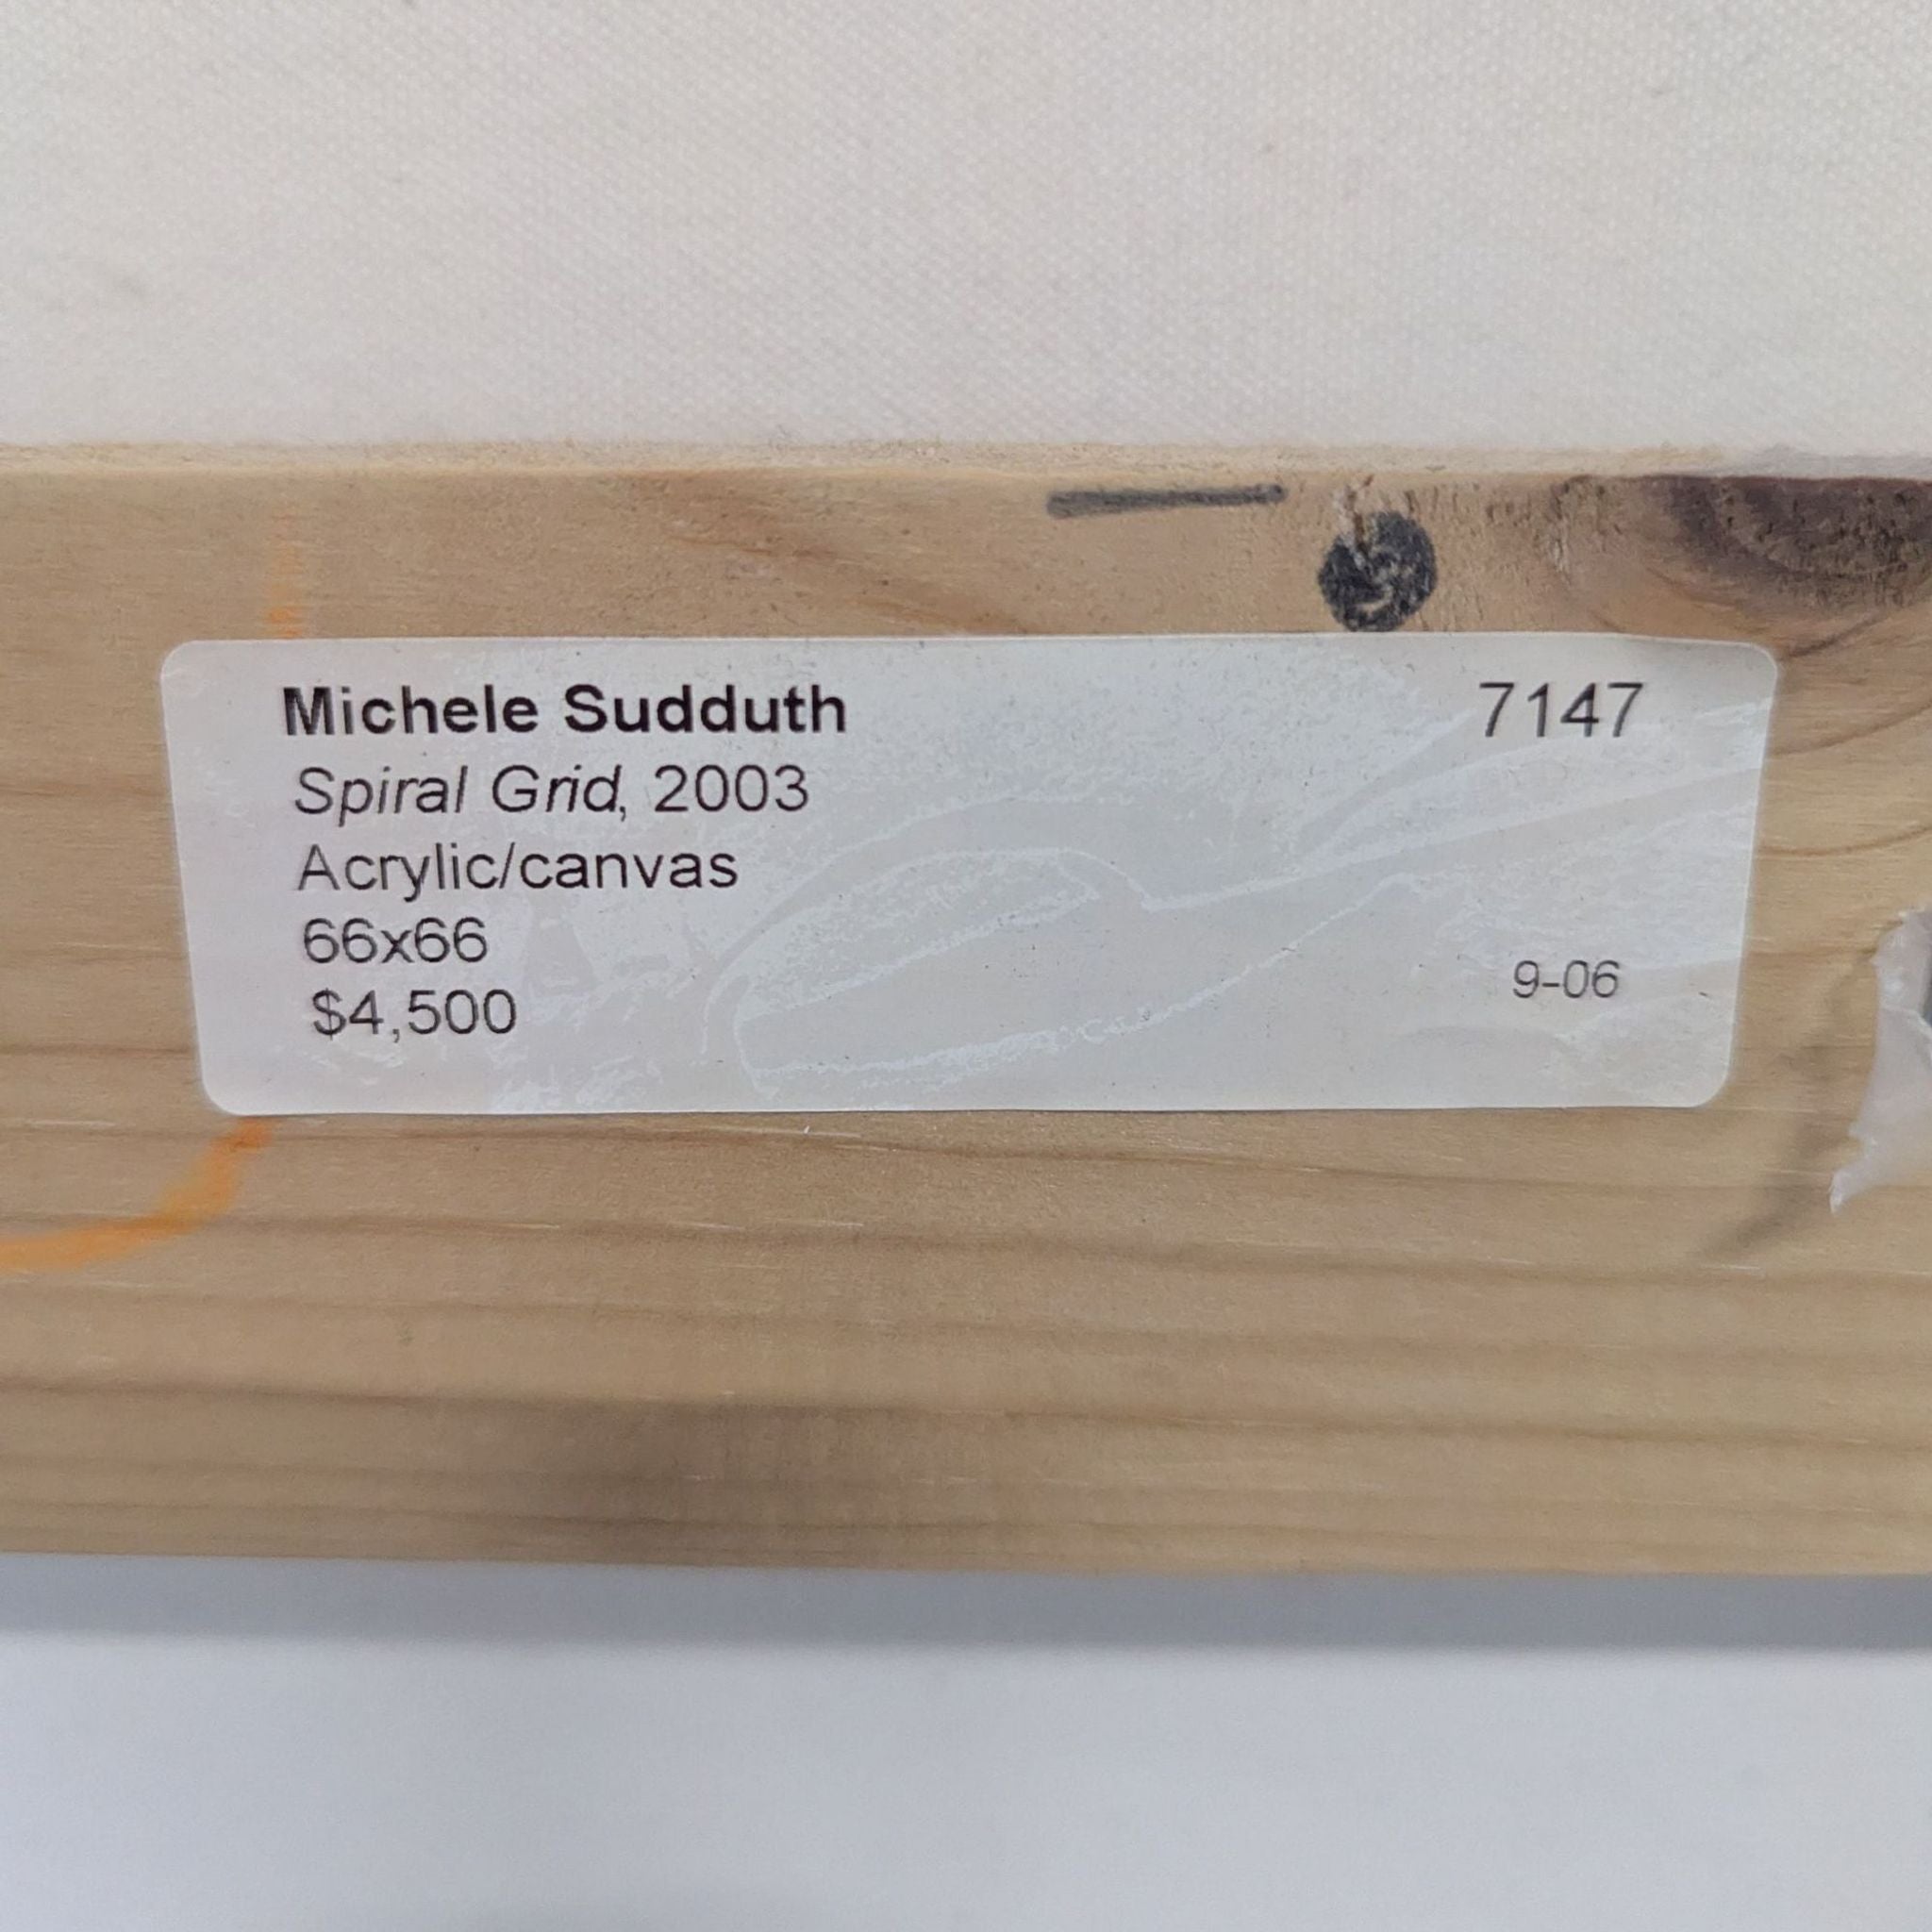 Michele Sudduth 7147
Spiral Grid, 2003
Acrylic/canvas
66x66
9-06
$4,500